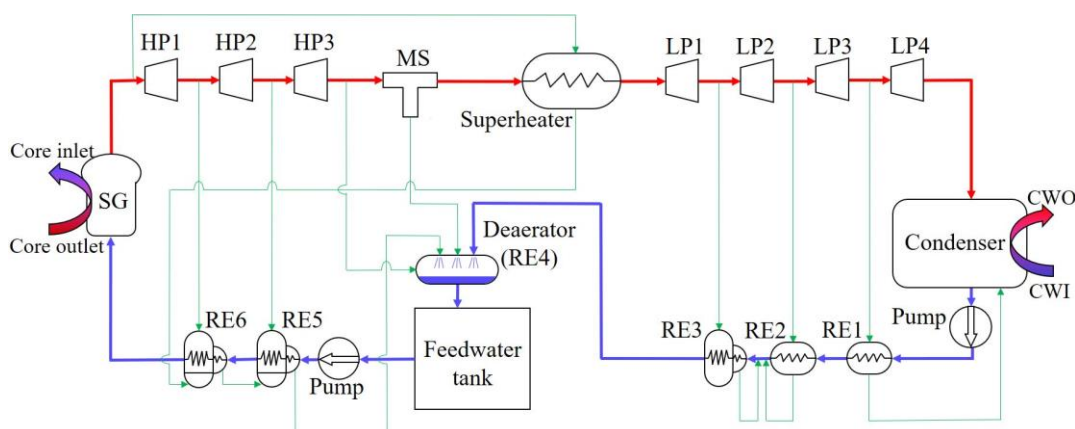 HP1
HP2
HP3
MS
LP1
LP2
LP3
LP4
Superheater
Core inlet
SG
Core outlet
CWO
Condenser
CWI
Deaerator
(RE4)
RE6
RE5
RE3
RE2
RE1
Pump
Feedwater
tank
Pump